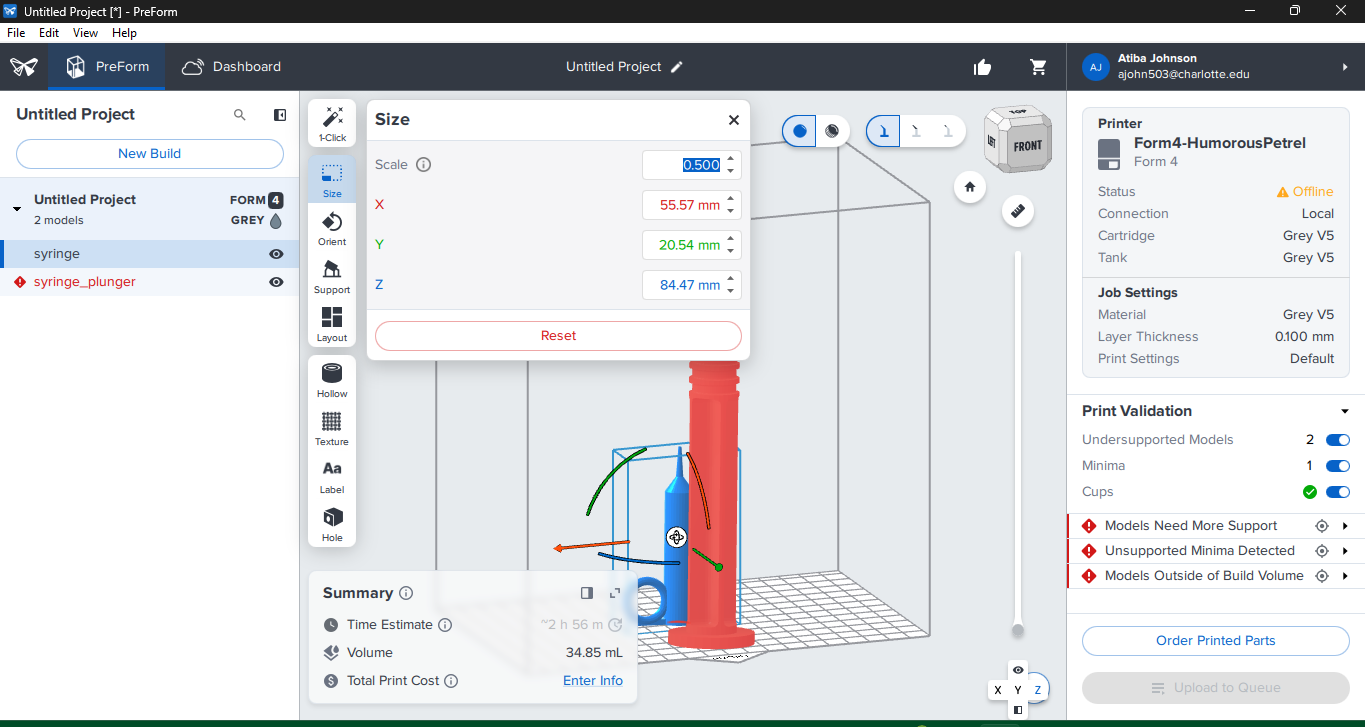 Untitled Project [*] - PreForm
File Edit View Help
PreForm Dashboard Untitled Project
AJ Atiba Johnson
ajohn503@charlotte.edu
Untitled Project
New Build
Untitled Project FORM 4
2 models GREY
syringe
syringe_plunger
1-Click
Size
Orient
Support
Layout
Hollow
Texture
Aa
Label
Hole
Size
Scale 0.500
X 55.57 mm
Y 20.54 mm
Z 84.47 mm
Reset
TOP
LEFT FRONT
Summary
Time Estimate ~2 h 56 m
Volume 34.85 mL
Total Print Cost Enter Info
X Y Z
Printer
Form4-HumorousPetrel
Form 4
Status Offline
Connection Local
Cartridge Grey V5
Tank Grey V5
Job Settings
Material Grey V5
Layer Thickness 0.100 mm
Print Settings Default
Print Validation
Undersupported Models 2
Minima 1
Cups
Models Need More Support
Unsupported Minima Detected
Models Outside of Build Volume
Order Printed Parts
Upload to Queue